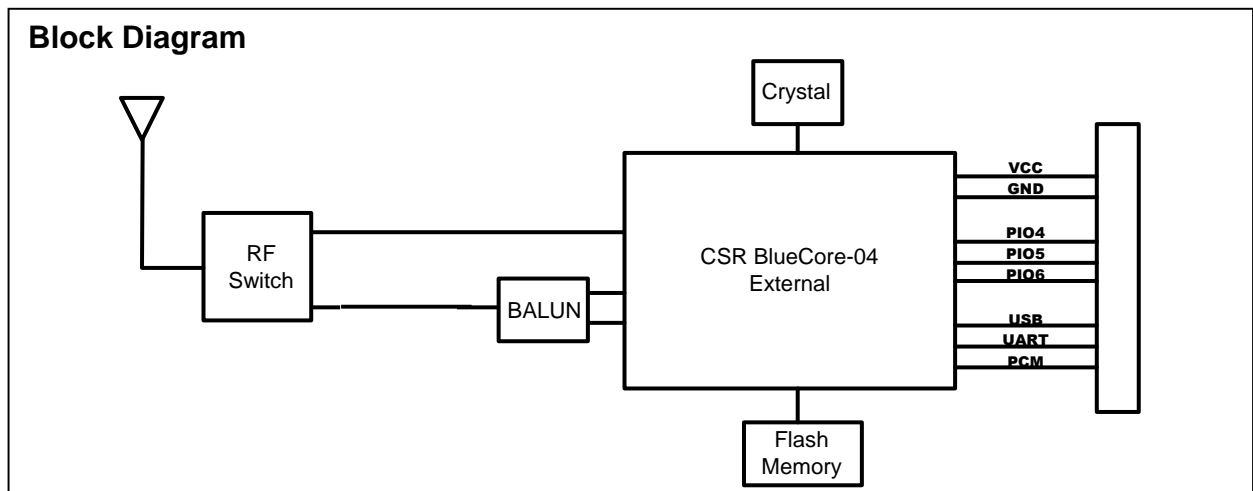 Block Diagram
Crystal
VCC
GND
PIO4
RF
Switch
CSR BlueCore-04
External
PIO5
PIO6
BALUN
USB
UART
PCM
Flash
Memory